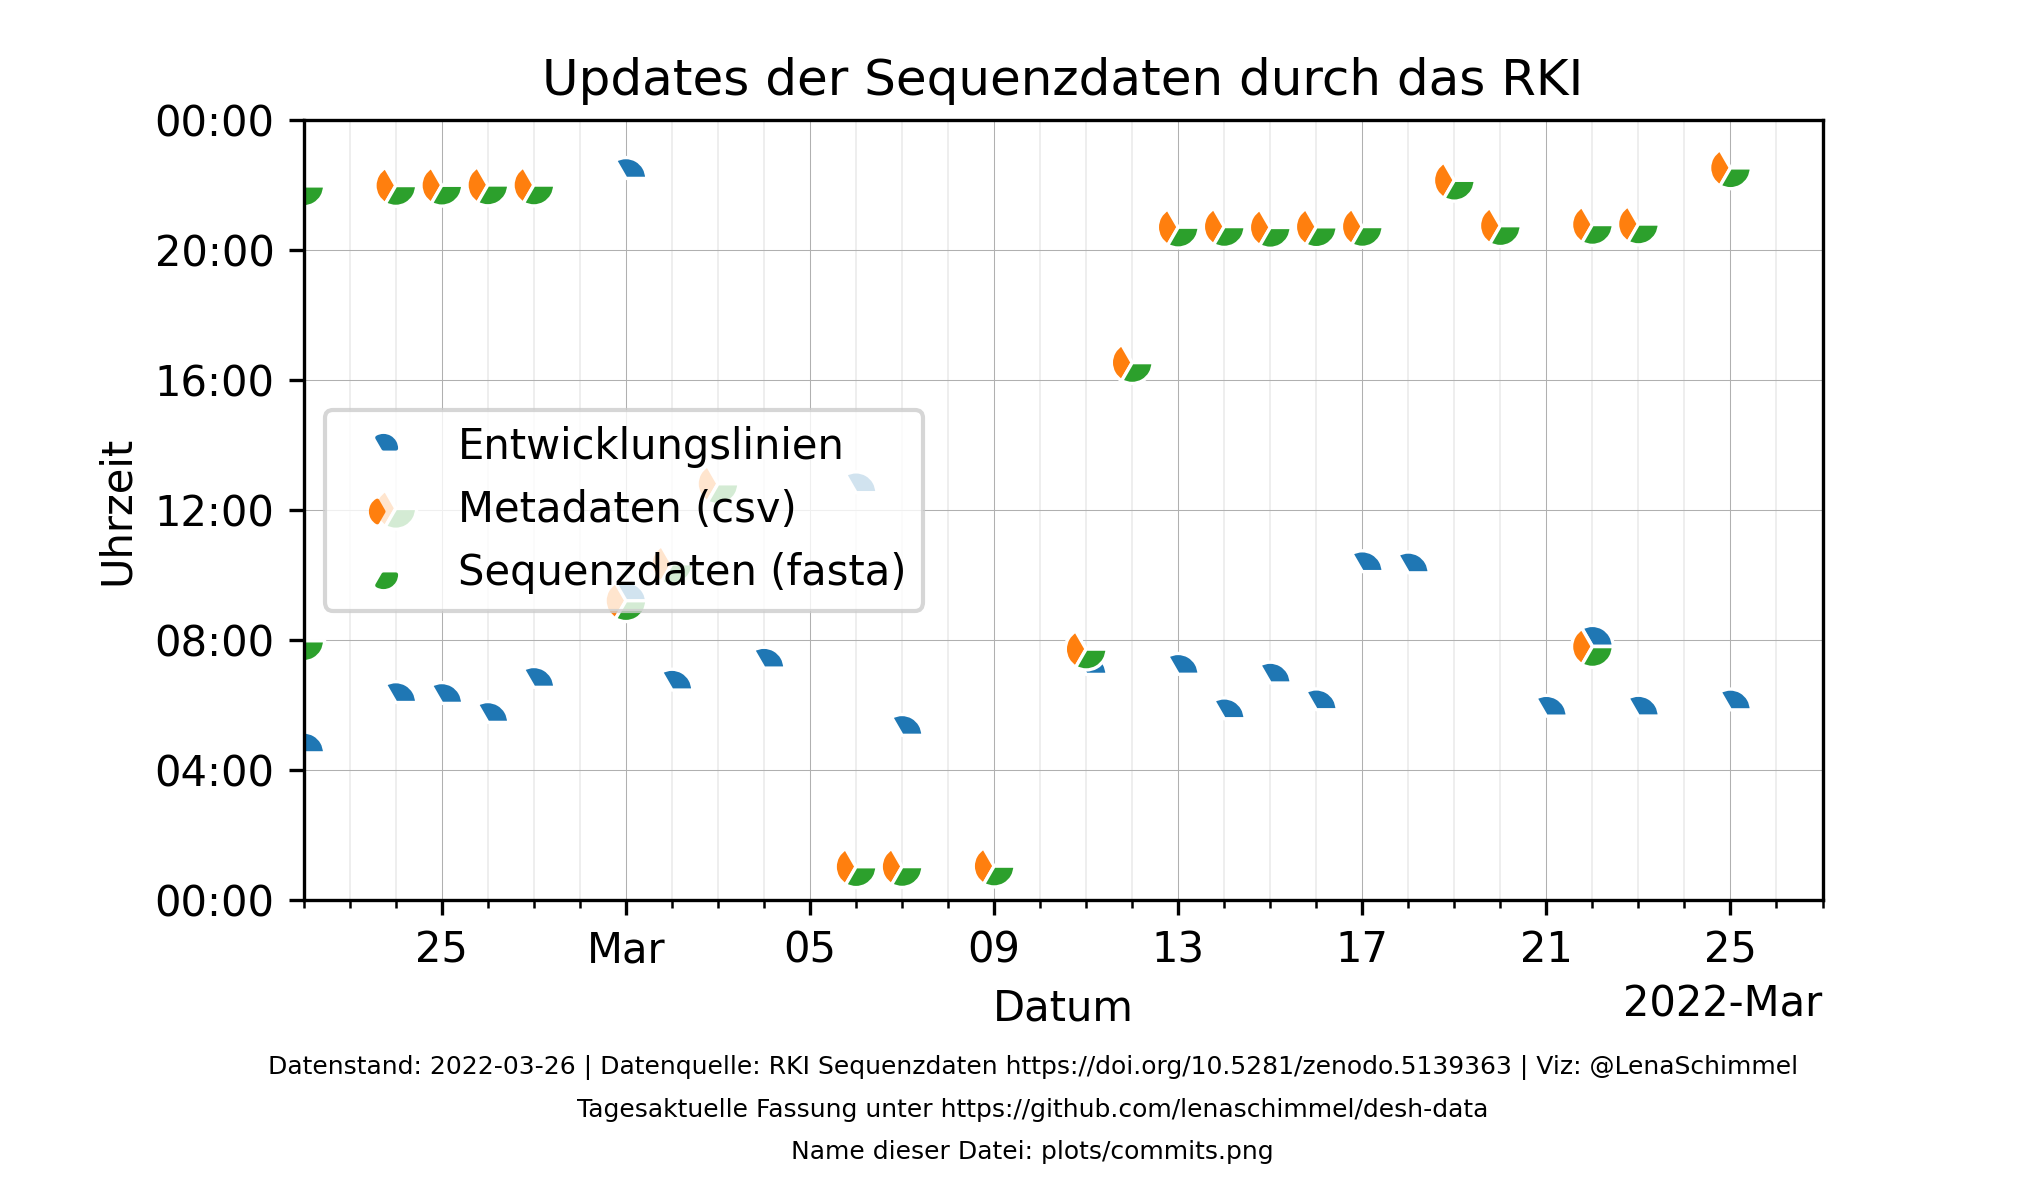 Updates der Sequenzdaten durch das RKI
00:00
20:00
16:00
12:00
08:00
04:00
00:00
Uhrzeit
Entwicklungslinien
Metadaten (csv)
Sequenzdaten (fasta)
25 Mar 05 09 13 17 21 25
Datum
2022-Mar
Datenstand: 2022-03-26 | Datenquelle: RKI Sequenzdaten https://doi.org/10.5281/zenodo.5139363 | Viz: @LenaSchimmel
Tagesaktuelle Fassung unter https://github.com/lenaschimmel/desh-data
Name dieser Datei: plots/commits.png